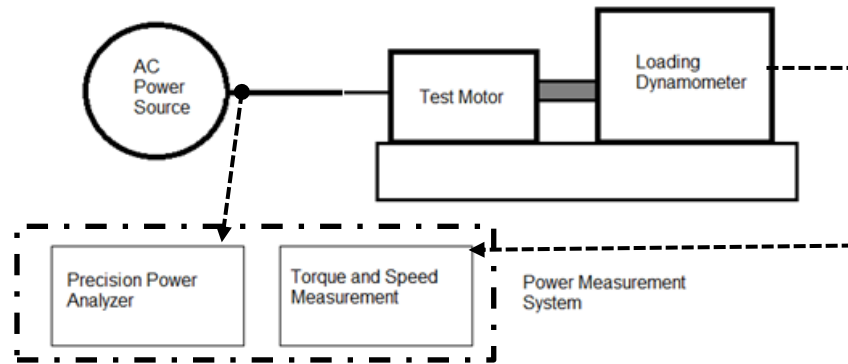 AC
Power
Source
Test Motor
Loading
Dynamometer
Precision Power
Analyzer
Torque and Speed
Measurement
Power Measurement
System